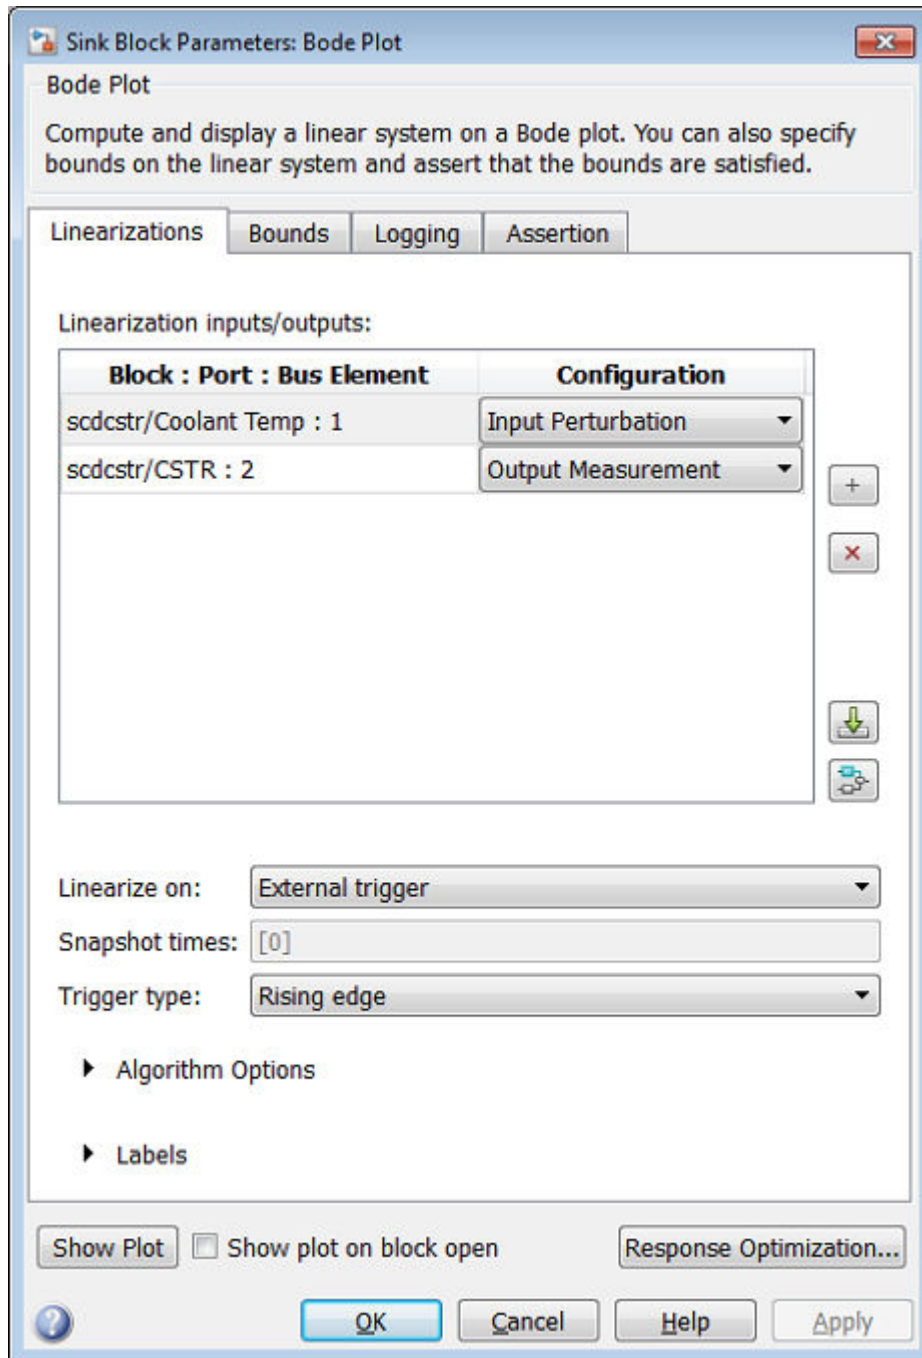 Sink Block Parameters: Bode Plot
Bode Plot
Compute and display a linear system on a Bode plot. You can also specify
bounds on the linear system and assert that the bounds are satisfied.
Linearizations Bounds Logging Assertion
Linearization inputs/outputs:
Block : Port : Bus Element Configuration
scdcstr/Coolant Temp : 1 Input Perturbation
scdcstr/CSTR : 2 Output Measurement
Linearize on: External trigger
Snapshot times: [0]
Trigger type: Rising edge
Algorithm Options
Labels
Show Plot Show plot on block open Response Optimization...
OK Cancel Help Apply